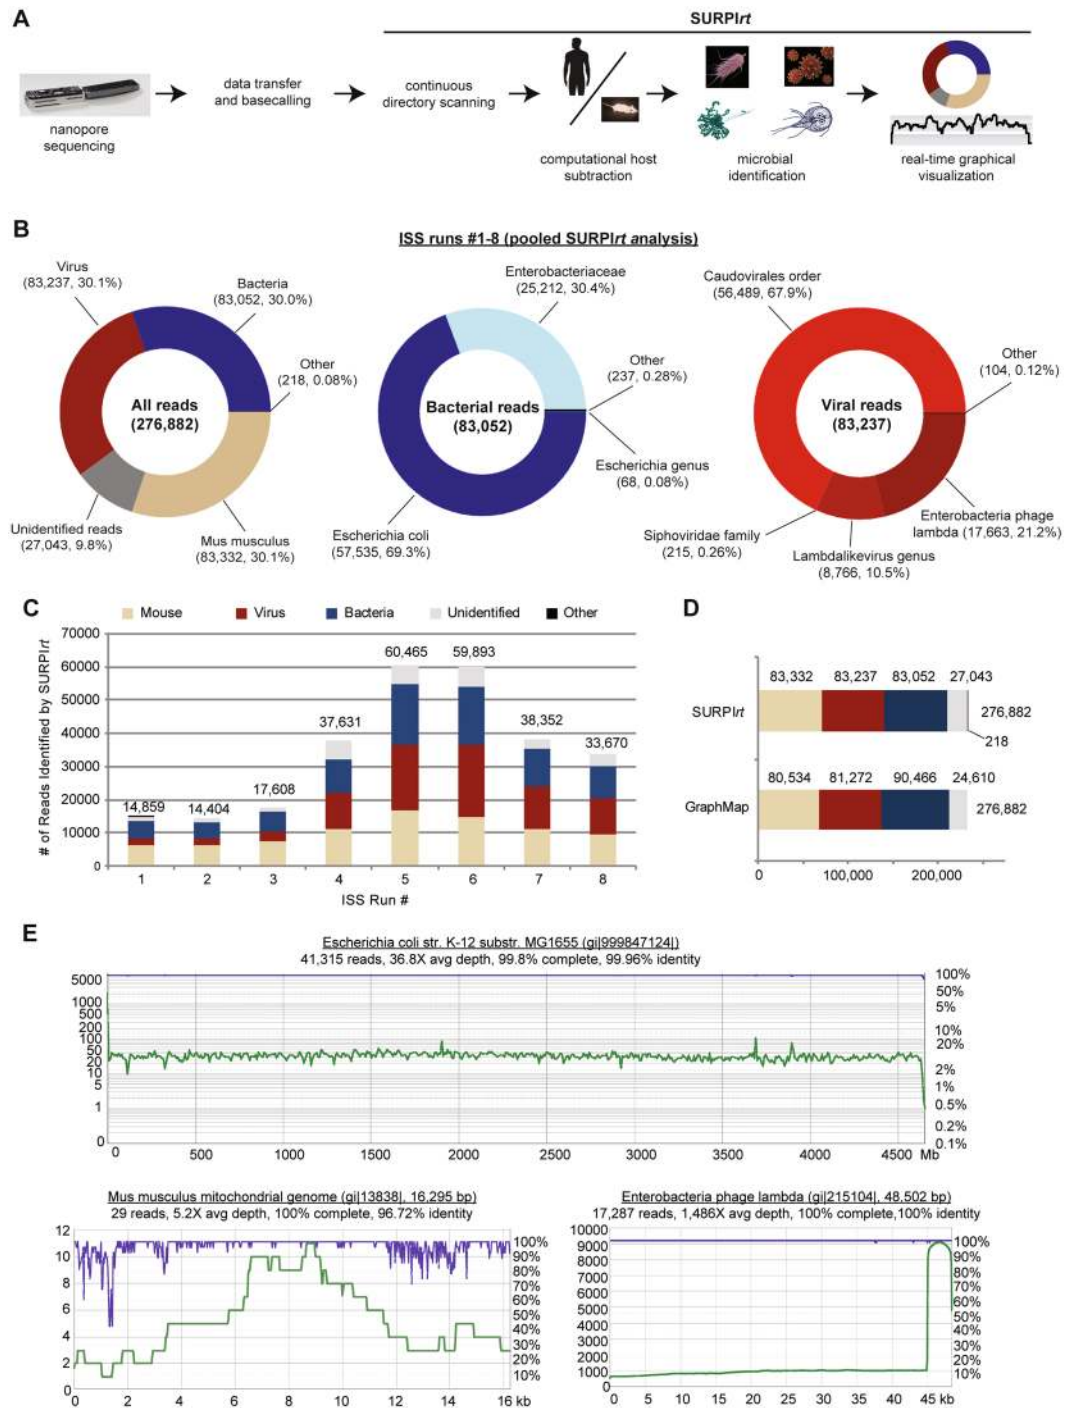 A
SURPIrt
nanopore
sequencing
data transfer
and basecalling
continuous
directory scanning
computational host
subtraction
microbial
identification
real-time graphical
visualization
B
ISS runs #1-8 (pooled SURPIrt analysis)
Virus
(83,237, 30.1%)
Bacteria
(83,052, 30.0%)
Other
(218, 0.08%)
All reads
(276,882)
Unidentified reads
(27,043, 9.8%)
Mus musculus
(83,332, 30.1%)
Enterobacteriaceae
(25,212, 30.4%)
Other
(237, 0.28%)
Bacterial reads
(83,052)
Escherichia genus
(68, 0.08%)
Escherichia coli
(57,535, 69.3%)
Caudovirales order
(56,489, 67.9%)
Other
(104, 0.12%)
Viral reads
(83,237)
Siphoviridae family
(215, 0.26%)
Enterobacteria phage
lambda (17,663, 21.2%)
Lambdalikevirus genus
(8,766, 10.5%)
C
Mouse Virus Bacteria Unidentified Other
# of Reads Identified by SURPIrt
70000
60000
50000
40000
30000
20000
10000
0
14,859
14,404
17,608
37,631
60,465
59,893
38,352
33,670
1 2 3 4 5 6 7 8
ISS Run #
D
83,332 83,237 83,052 27,043
SURPIrt
276,882
218
80,534 81,272 90,466 24,610
GraphMap
276,882
0 100,000 200,000
E
Escherichia coli str. K-12 substr. MG1655 (gi|999847124|)
41,315 reads, 36.8X avg depth, 99.8% complete, 99.96% identity
5000
1000
500
200
100
50
20
10
5
1
0
100%
50%
5%
10%
20%
2%
1%
0.5%
0.2%
0.1%
0 500 1000 1500 2000 2500 3000 3500 4000 4500 Mb
Mus musculus mitochondrial genome (gi|13838|, 16,295 bp)
29 reads, 5.2X avg depth, 100% complete, 96.72% identity
12
10
8
6
4
2
0
100%
90%
80%
70%
60%
50%
40%
30%
20%
10%
0 2 4 6 8 10 12 14 16 kb
Enterobacteria phage lambda (gi|215104|, 48,502 bp)
17,287 reads, 1,486X avg depth, 100% complete,100% identity
10000
9000
8000
7000
6000
5000
4000
3000
2000
1000
0
100%
90%
80%
70%
60%
50%
40%
30%
20%
10%
0 5 10 15 20 25 30 35 40 45 kb